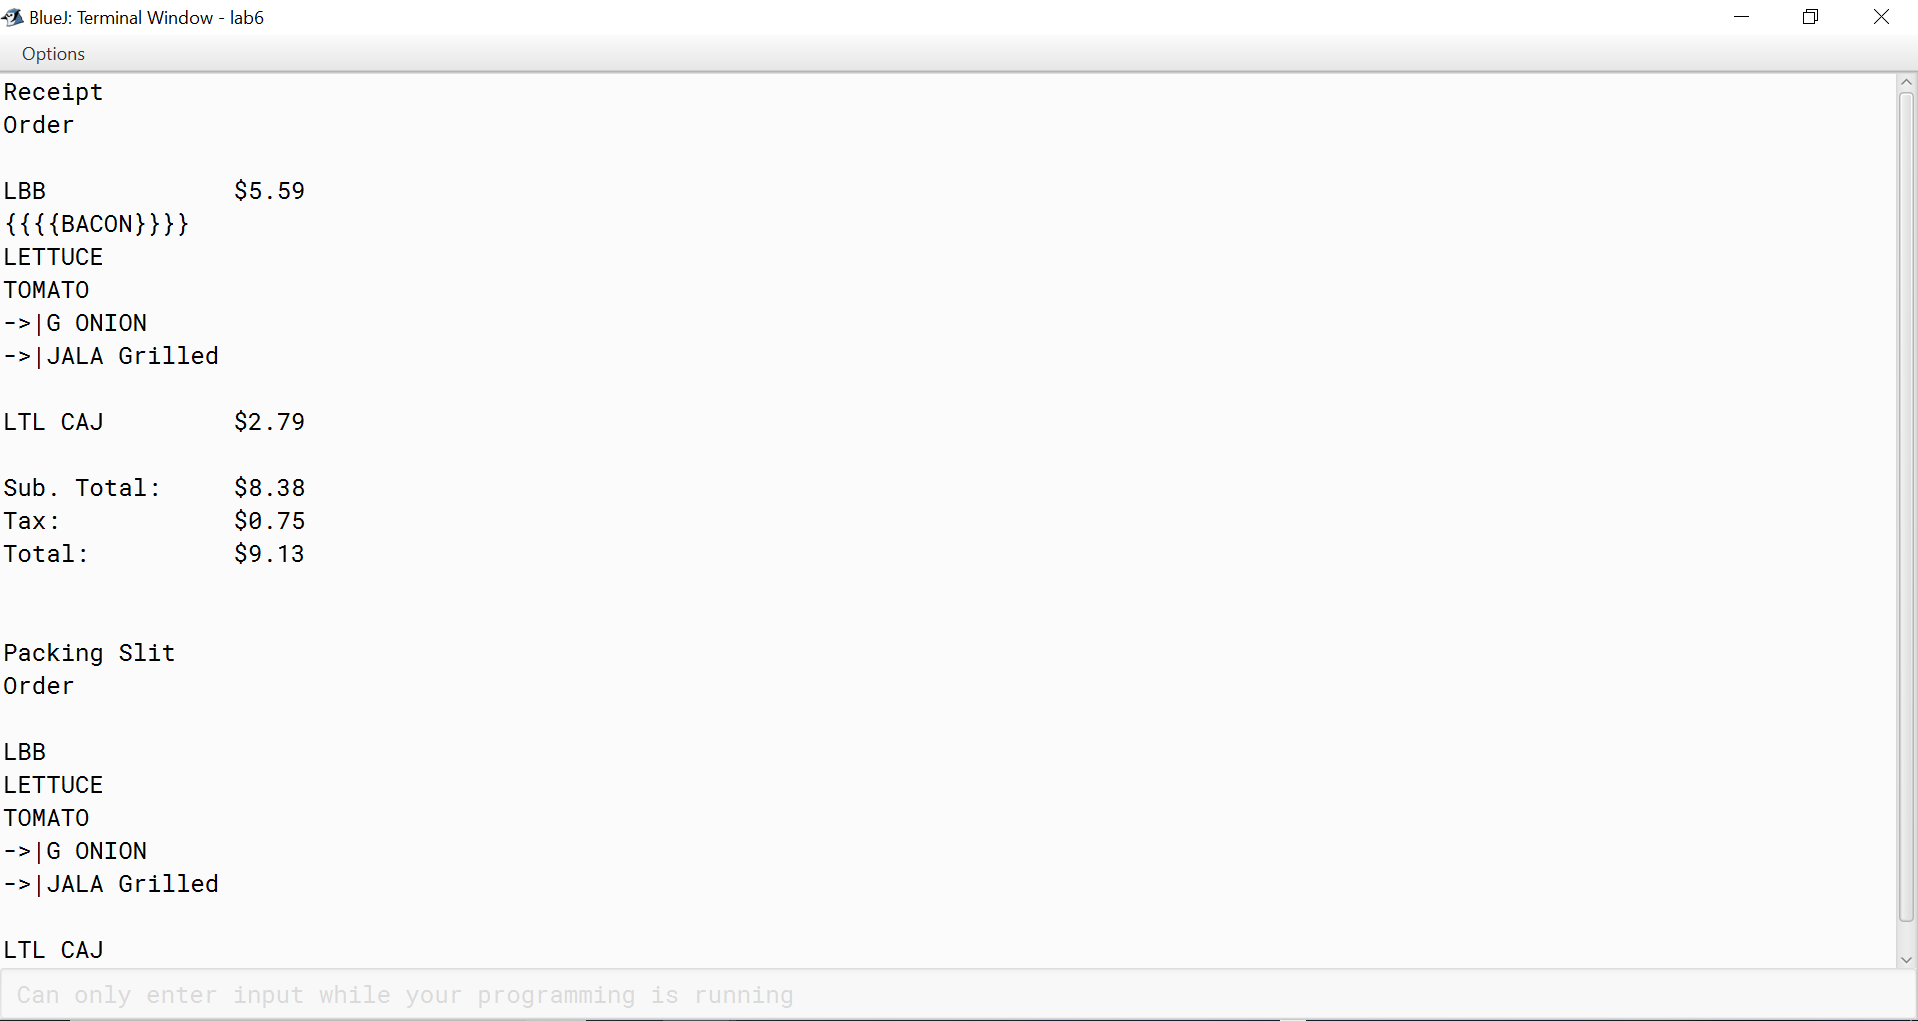 BlueJ: Terminal Window - lab6
Options
Receipt
Order
LBB $5.59
{{{{BACON}}}}
LETTUCE
TOMATO
->|G ONION
->|JALA Grilled
LTL CAJ $2.79
Sub. Total: $8.38
Tax: $0.75
Total: $9.13
Packing Slit
Order
LBB
LETTUCE
TOMATO
->|G ONION
->|JALA Grilled
LTL CAJ
Can only enter input while your programming is running